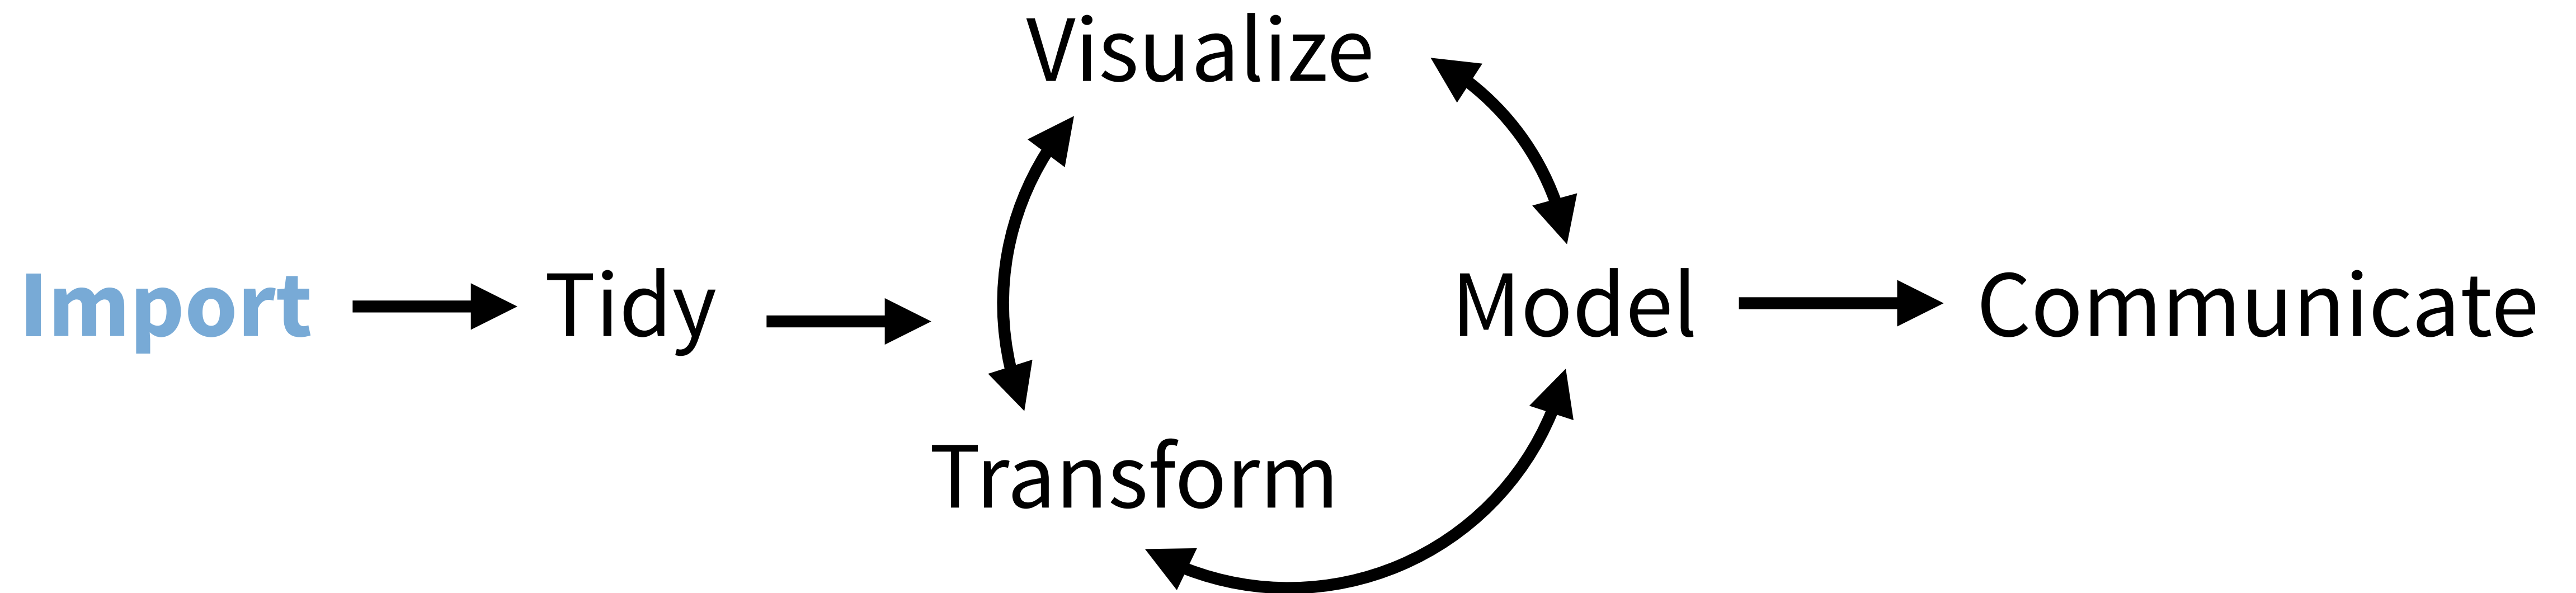 Visualize
Import
Tidy
Model
Communicate
Transform